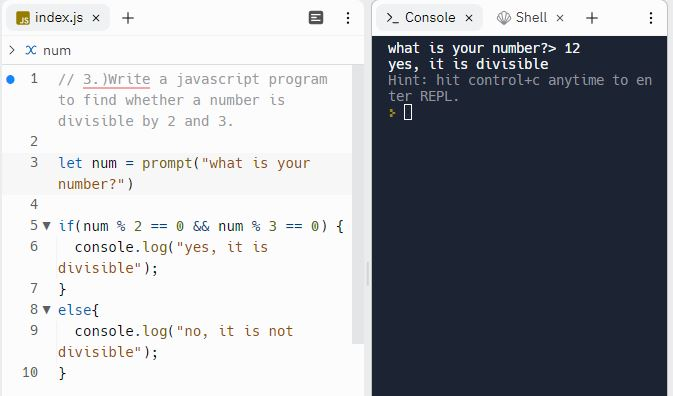 index.js × +
num
1 // 3.)Write a javascript program
to find whether a number is
divisible by 2 and 3.
2
3 let num = prompt("what is your
number?")
4
5 if(num % 2 == 0 && num % 3 == 0) {
6 console.log("yes, it is
divisible");
7 }
8 else{
9 console.log("no, it is not
divisible");
10 }
>_ Console × Shell × +
what is your number?> 12
yes, it is divisible
Hint: hit control+c anytime to en
ter REPL.